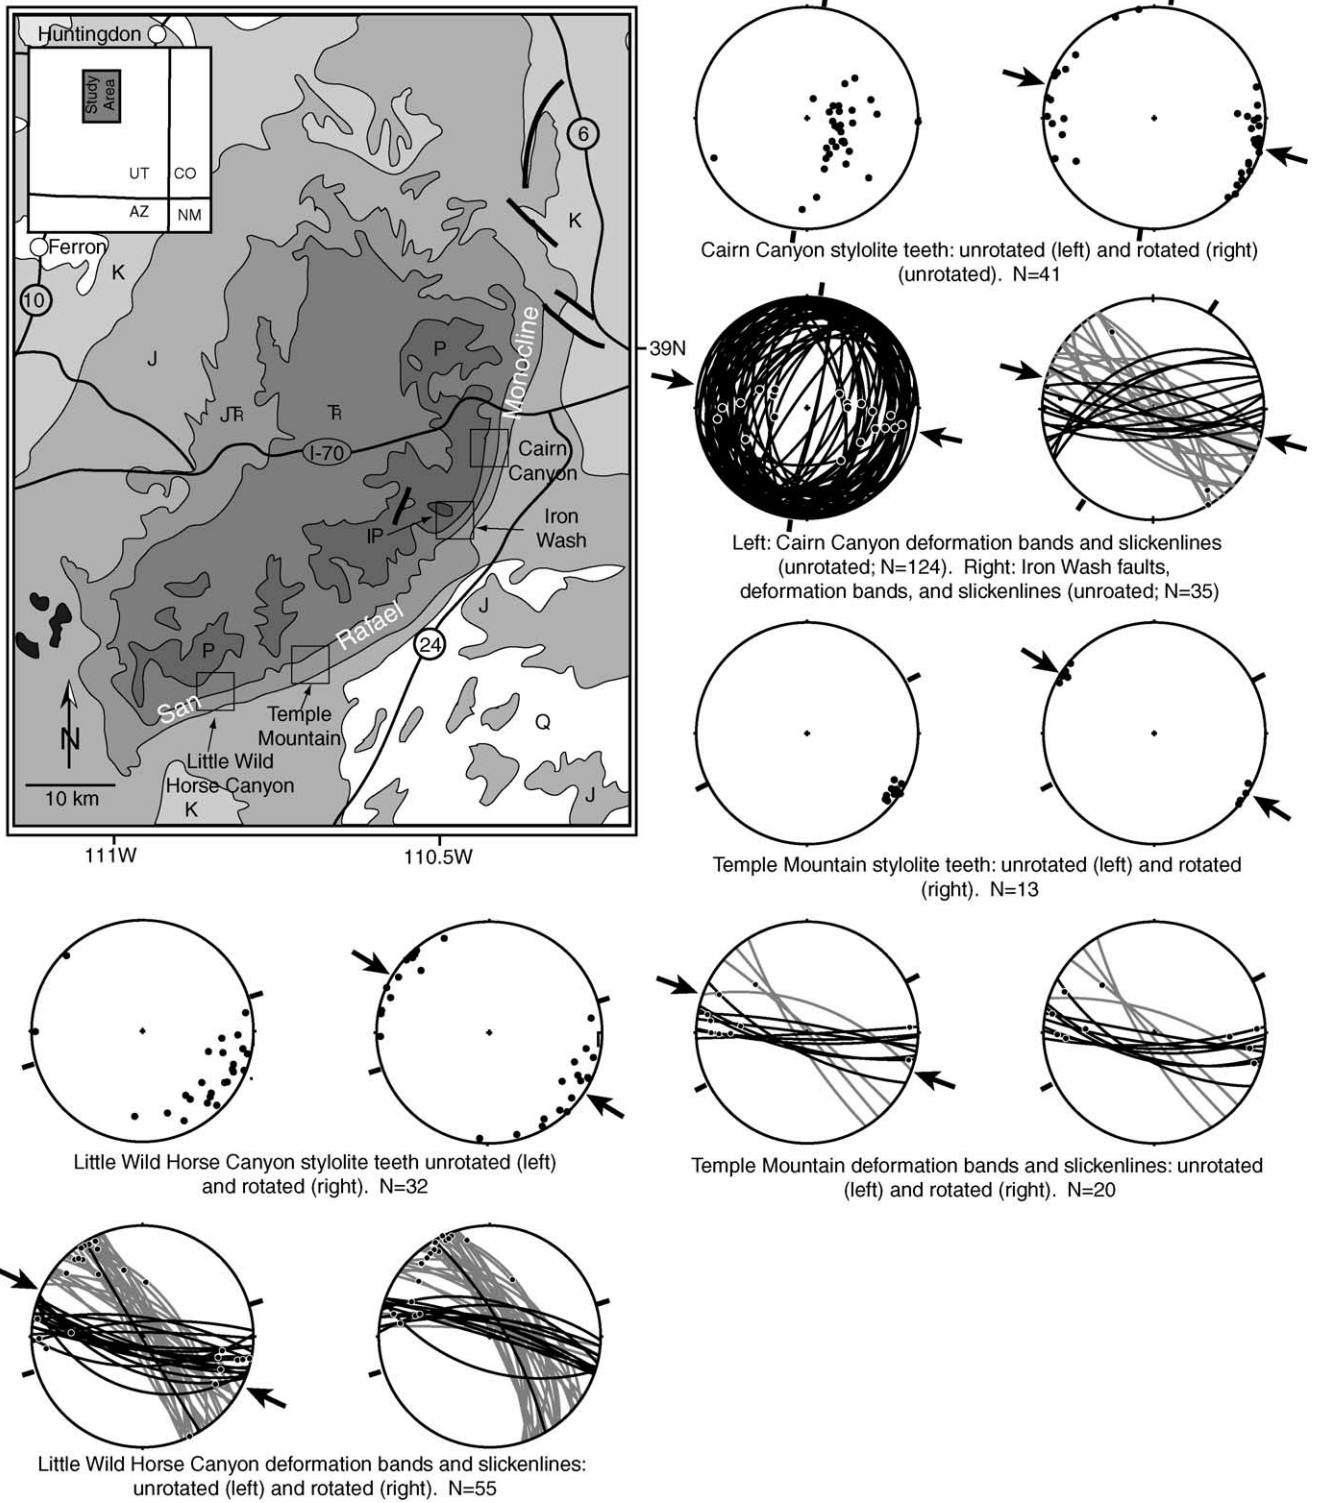 Huntingdon
Study
Area
UT
CO
AZ
NM
6
K
Ferron
K
10
J
P
Monocline
39N
JTR
TR
I-70
Cairn
Canyon
IP
Iron
Wash
Rafael
J
24
P
San
N
Temple
Mountain
Q
Little Wild
Horse Canyon
10 km
K
J
111W
110.5W
Cairn Canyon stylolite teeth: unrotated (left) and rotated (right)
(unrotated). N=41
Left: Cairn Canyon deformation bands and slickenlines
(unrotated; N=124). Right: Iron Wash faults,
deformation bands, and slickenlines (unroated; N=35)
Temple Mountain stylolite teeth: unrotated (left) and rotated
(right). N=13
Little Wild Horse Canyon stylolite teeth unrotated (left)
and rotated (right). N=32
Temple Mountain deformation bands and slickenlines: unrotated
(left) and rotated (right). N=20
Little Wild Horse Canyon deformation bands and slickenlines:
unrotated (left) and rotated (right). N=55